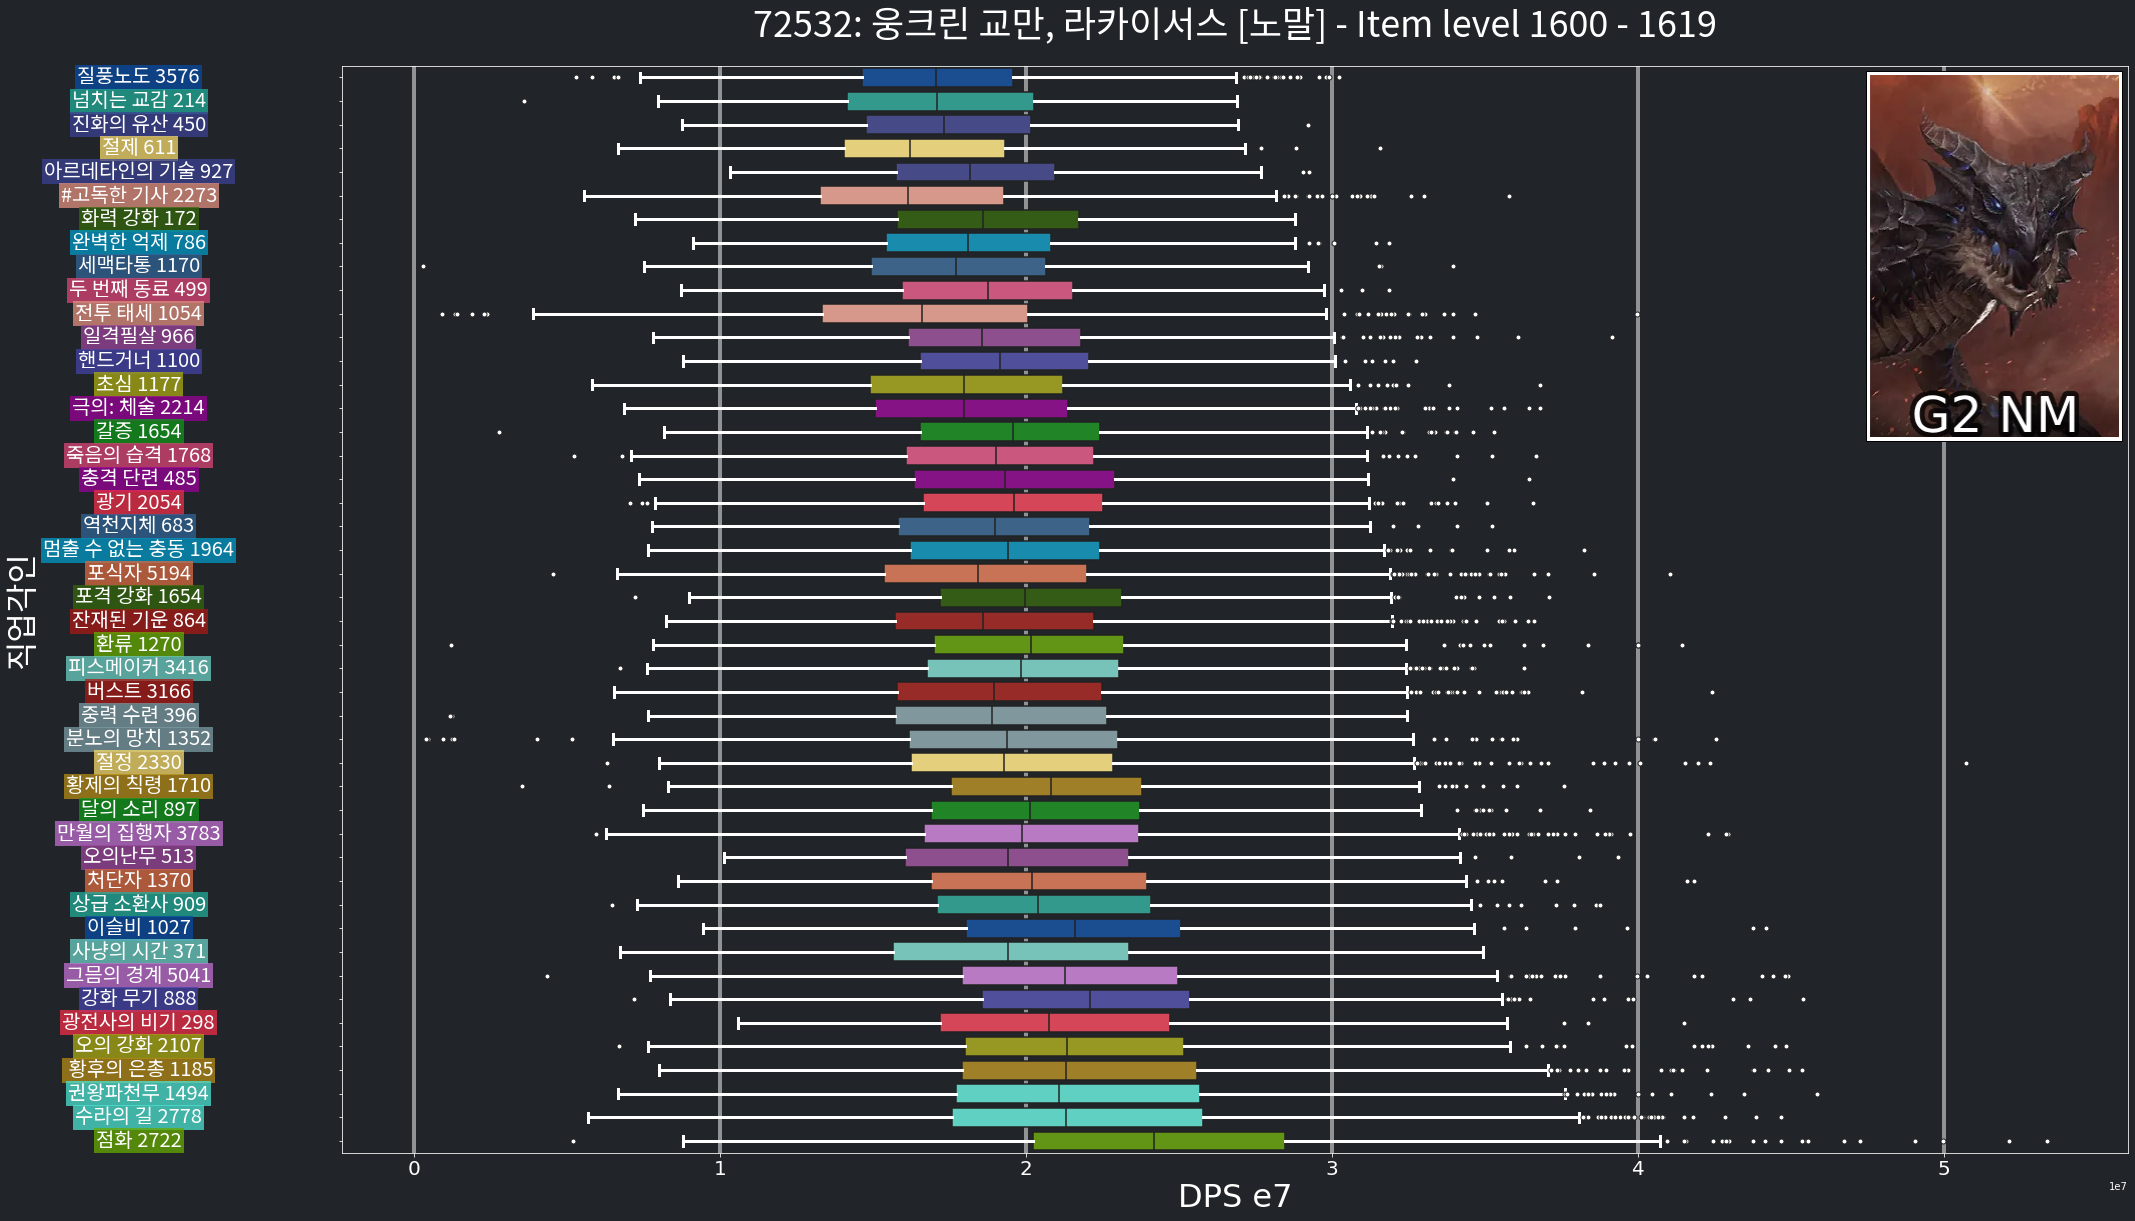 72532: 웅크린 교만, 라카이서스 [노말] - Item level 1600 - 1619
질풍노도 3576
넘치는 교감 214
진화의 유산 450
절제 611
아르데타인의 기술 927
#고독한 기사 2273
화력 강화 172
완벽한 억제 786
세맥타통 1170
두 번째 동료 499
전투 태세 1054
일격필살 966
핸드거너 1100
초심 1177
극의: 체술 2214
갈증 1654
죽음의 습격 1768
충격 단련 485
광기 2054
역천지체 683
멈출 수 없는 충동 1964
포식자 5194
포격 강화 1654
잔재된 기운 864
환류 1270
피스메이커 3416
버스트 3166
중력 수련 396
분노의 망치 1352
절정 2330
황제의 칙령 1710
달의 소리 897
만월의 집행자 3783
오의난무 513
처단자 1370
상급 소환사 909
이슬비 1027
사냥의 시간 371
그믐의 경계 5041
강화 무기 888
광전사의 비기 298
오의 강화 2107
황후의 은총 1185
권왕파천무 1494
수라의 길 2778
점화 2722
직업각인
G2 NM
0 1 2 3 4 5
DPS e7
1e7